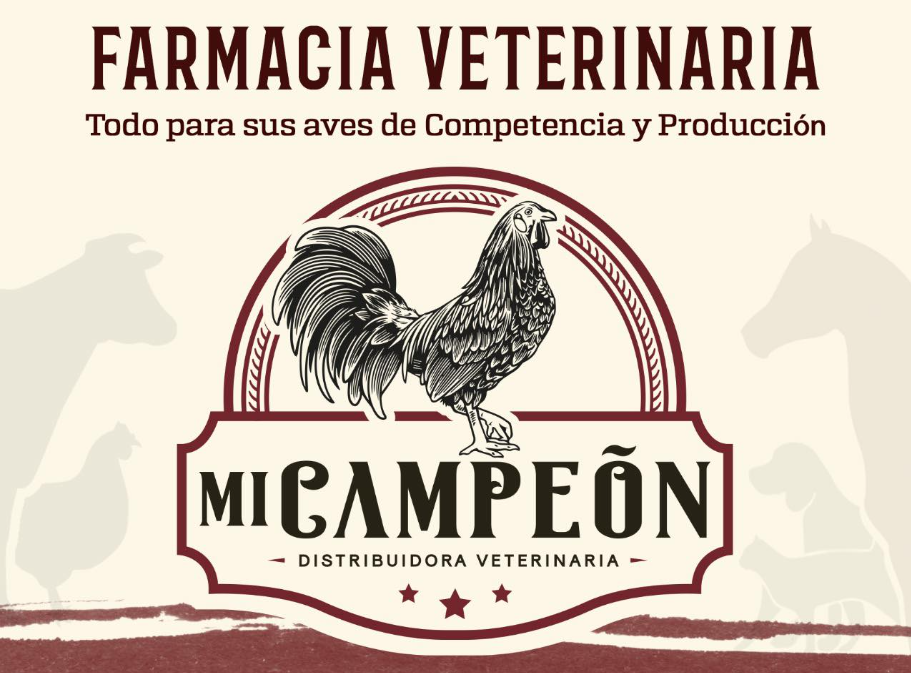 FARMACIA VETERINARIA
Todo para sus aves de Competencia y Producción
MI CAMPEÕN
DISTRIBUIDORA VETERINARIA